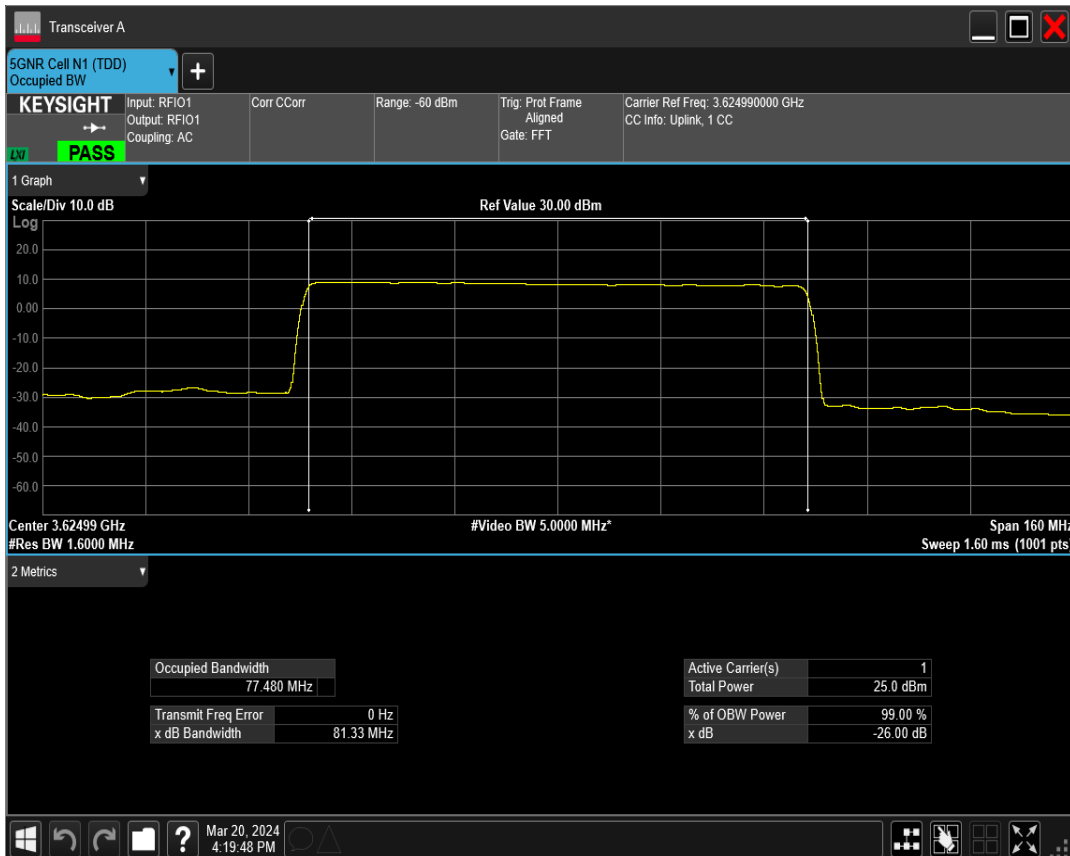 Transceiver A
5GNR Cell N1 (TDD)
Occupied BW
+
KEYSIGHT
LXI
PASS
Input: RFIO1
Output: RFIO1
Coupling: AC
Corr CCorr
Range: -60 dBm
Trig: Prot Frame
Aligned
Gate: FFT
Carrier Ref Freq: 3.624990000 GHz
CC Info: Uplink, 1 CC
1 Graph
Scale/Div 10.0 dB
Ref Value 30.00 dBm
Log
20.0
10.0
0.00
-10.0
-20.0
-30.0
-40.0
-50.0
-60.0
Center 3.62499 GHz
#Video BW 5.0000 MHz*
Span 160 MHz
#Res BW 1.6000 MHz
Sweep 1.60 ms (1001 pts)
2 Metrics
Occupied Bandwidth
77.480 MHz
Transmit Freq Error 0 Hz
x dB Bandwidth 81.33 MHz
Active Carrier(s) 1
Total Power 25.0 dBm
% of OBW Power 99.00 %
x dB -26.00 dB
?
Mar 20, 2024
4:19:48 PM